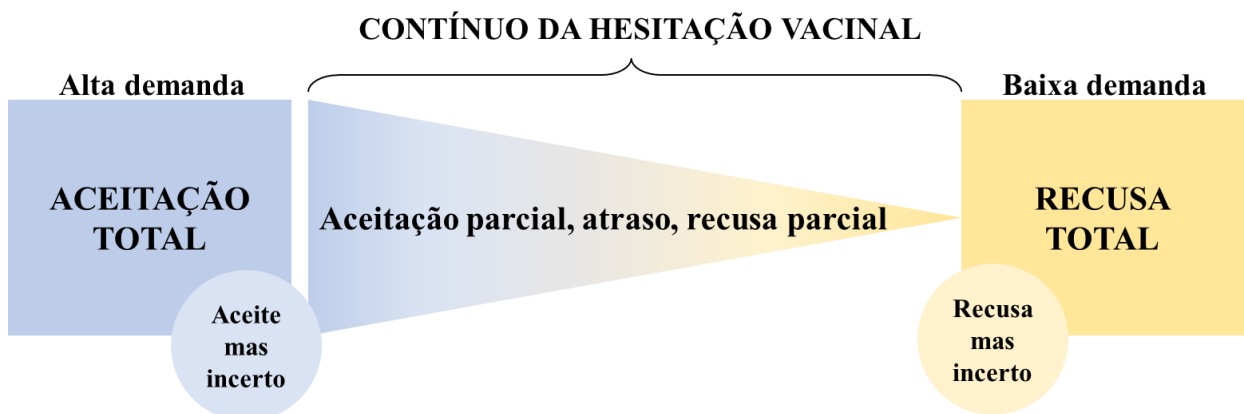 CONTÍNUO DA HESITAÇÃO VACINAL
Alta demanda
Baixa demanda
ACEITAÇÃO
TOTAL
Aceitação parcial, atraso, recusa parcial
RECUSA
TOTAL
Aceite
mas
incerto
Recusa
mas
incerto